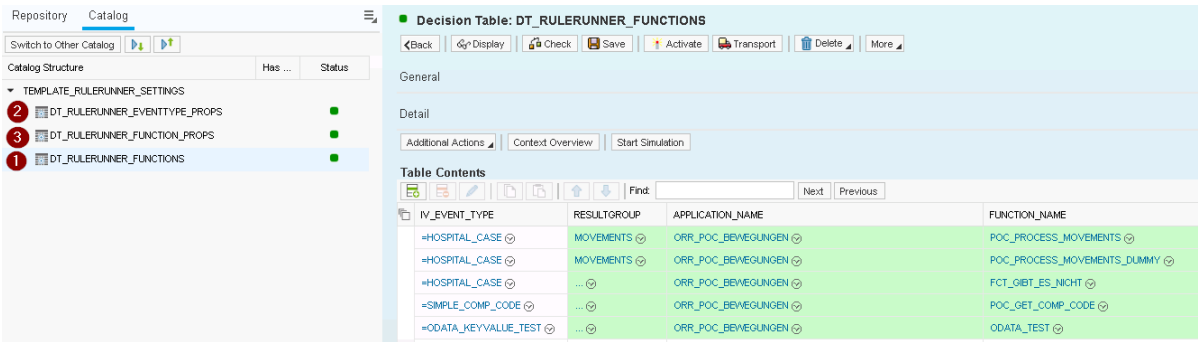 Repository Catalog
Switch to Other Catalog
Catalog Structure Has ... Status
TEMPLATE_RULERUNNER_SETTINGS
2 DT_RULERUNNER_EVENTTYPE_PROPS
3 DT_RULERUNNER_FUNCTION_PROPS
1 DT_RULERUNNER_FUNCTIONS
Decision Table: DT_RULERUNNER_FUNCTIONS
Back Display Check Save Activate Transport Delete More
General
Detail
Additional Actions Context Overview Start Simulation
Table Contents
Find: Next Previous
IV_EVENT_TYPE RESULTGROUP APPLICATION_NAME FUNCTION_NAME
=HOSPITAL_CASE MOVEMENTS ORR_POC_BEWEGUNGEN POC_PROCESS_MOVEMENTS
=HOSPITAL_CASE MOVEMENTS ORR_POC_BEWEGUNGEN POC_PROCESS_MOVEMENTS_DUMMY
=HOSPITAL_CASE ... ORR_POC_BEWEGUNGEN FCT_GIBT_ES_NICHT
=SIMPLE_COMP_CODE ... ORR_POC_BEWEGUNGEN POC_GET_COMP_CODE
=ODATA_KEYVALUE_TEST ... ORR_POC_BEWEGUNGEN ODATA_TEST